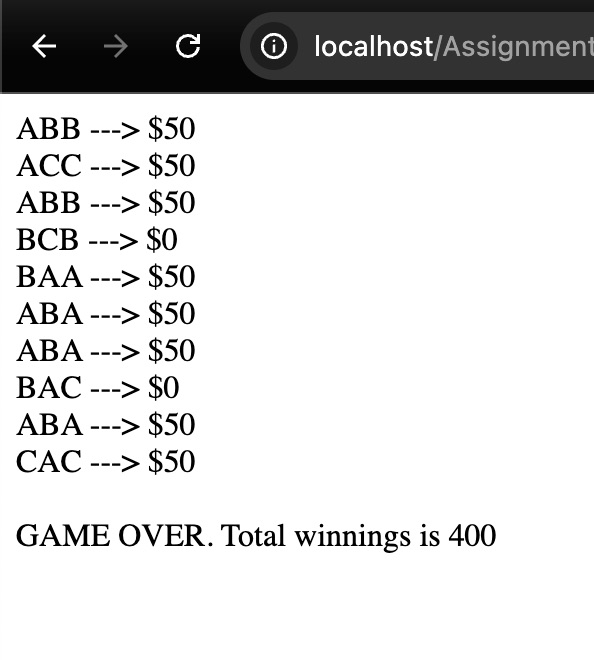 localhost/Assignment
ABB ---> $50
ACC ---> $50
ABB ---> $50
BCB ---> $0
BAA ---> $50
ABA ---> $50
ABA ---> $50
BAC ---> $0
ABA ---> $50
CAC ---> $50
GAME OVER. Total winnings is 400